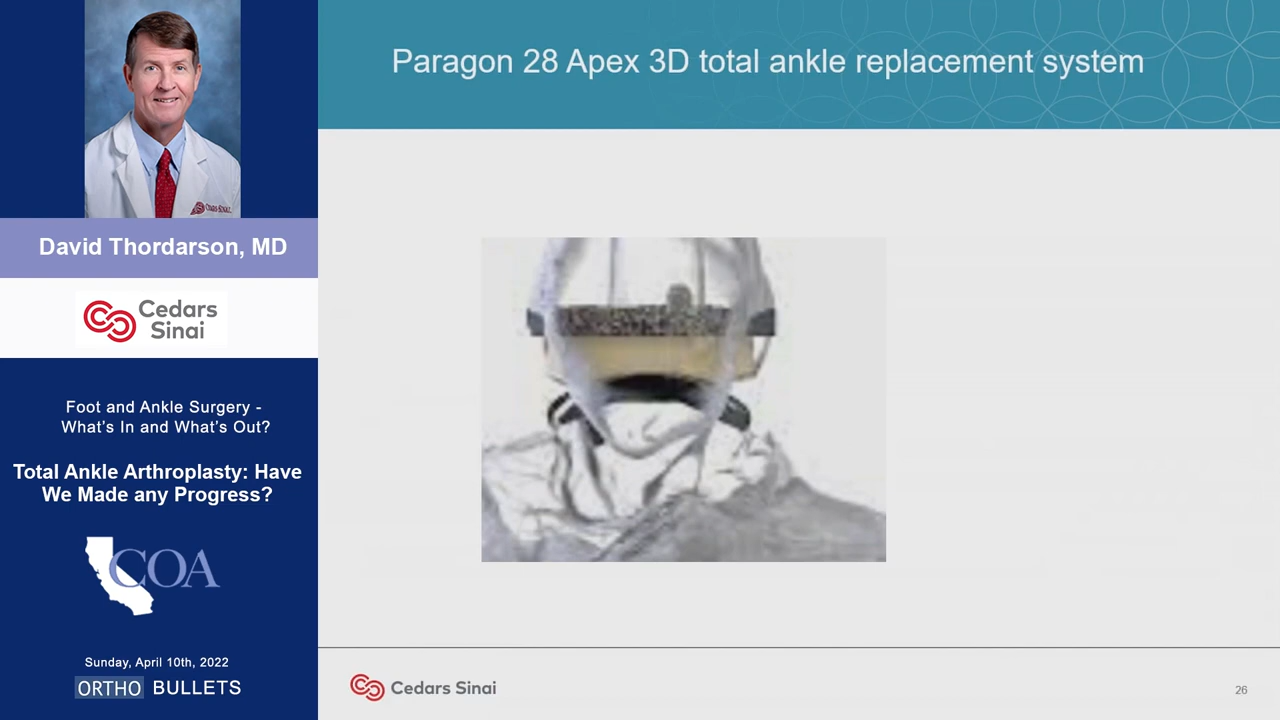 Paragon 28 Apex 3D total ankle replacement system
David Thordarson, MD
Cedars
Sinai
Foot and Ankle Surgery -
What's In and What's Out?
Total Ankle Arthroplasty: Have
We Made any Progress?
COA
Sunday, April 10th, 2022
ORTHO BULLETS
Cedars Sinai
26